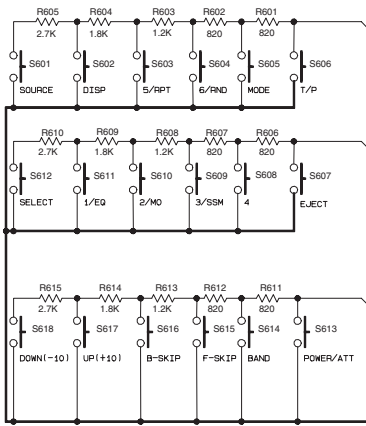 R605 R604 R603 R602 R601
2.7K 1.8K 1.2K 820 820
S601 S602 S603 S604 S605 S606
SOURCE DISP 5/RPT 6/RND MODE T/P
R610 R609 R608 R607 R606
2.7K 1.8K 1.2K 820 820
S612 S611 S610 S609 S608 S607
SELECT 1/EQ 2/MO 3/SSM 4 EJECT
R615 R614 R613 R612 R611
2.7K 1.8K 1.2K 820 820
S618 S617 S616 S615 S614 S613
DOWN(-10) UP(+10) B-SKIP F-SKIP BAND POWER/ATT